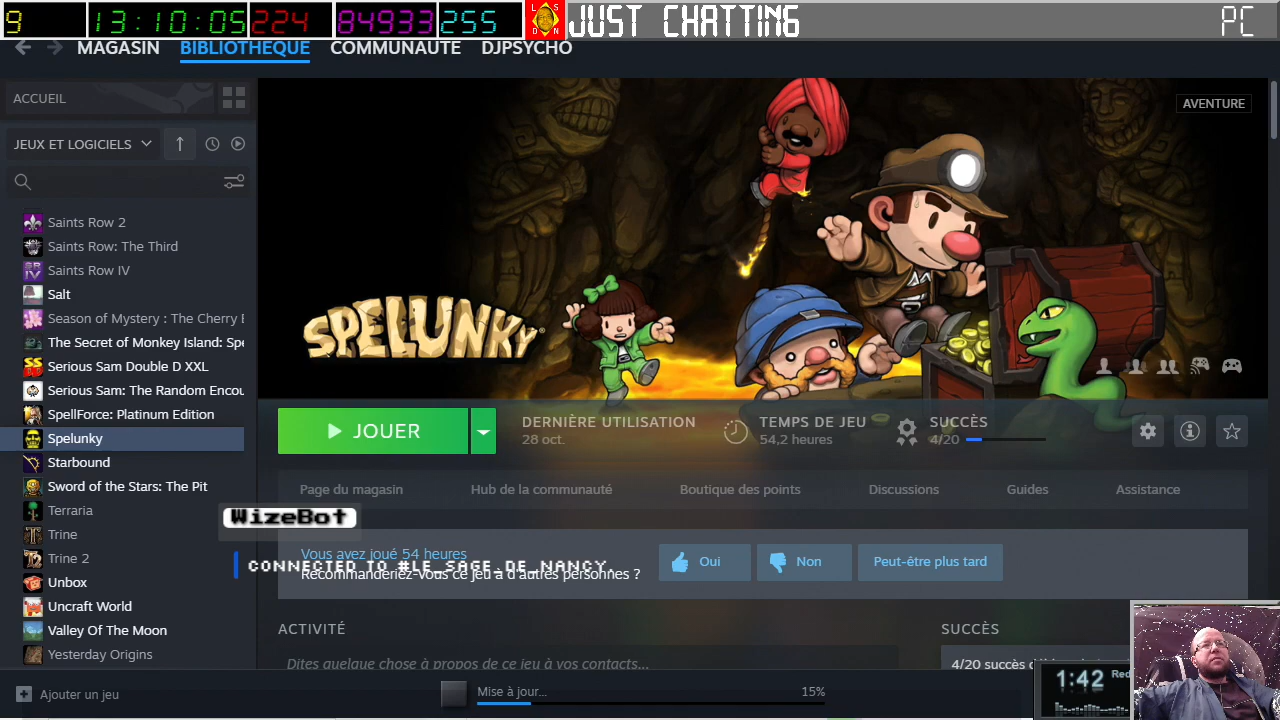 9 13:10:05 224 84933 255 JUST CHATTING PC
MAGASIN BIBLIOTHÈQUE COMMUNAUTÉ DJPSYCHO
ACCUEIL
JEUX ET LOGICIELS
Saints Row 2
Saints Row: The Third
Saints Row IV
Salt
Season of Mystery : The Cherry
The Secret of Monkey Island: Spe
Serious Sam Double D XXL
Serious Sam: The Random Encou
SpellForce: Platinum Edition
Spelunky
Starbound
Sword of the Stars: The Pit
Terraria
Trine
Trine 2
Unbox
Uncraft World
Valley Of The Moon
Yesterday Origins
AVENTURE
SPELUNKY
JOUER
DERNIÈRE UTILISATION
28 oct.
TEMPS DE JEU
54,2 heures
SUCCÈS
4/20
Page du magasin
Hub de la communauté
Boutique des points
Discussions
Guides
Assistance
WizeBot
CONNECTED TO #LE_SAGE_DE_NANCY.
Vous avez joué 54 heures
Recommanderiez-vous ce jeu à d'autres personnes ?
Oui
Non
Peut-être plus tard
ACTIVITÉ
Dites quelque chose à propos de ce jeu à vos contacts...
SUCCÈS
4/20 succès
Ajouter un jeu
Mise à jour...
15%
1:42
Red